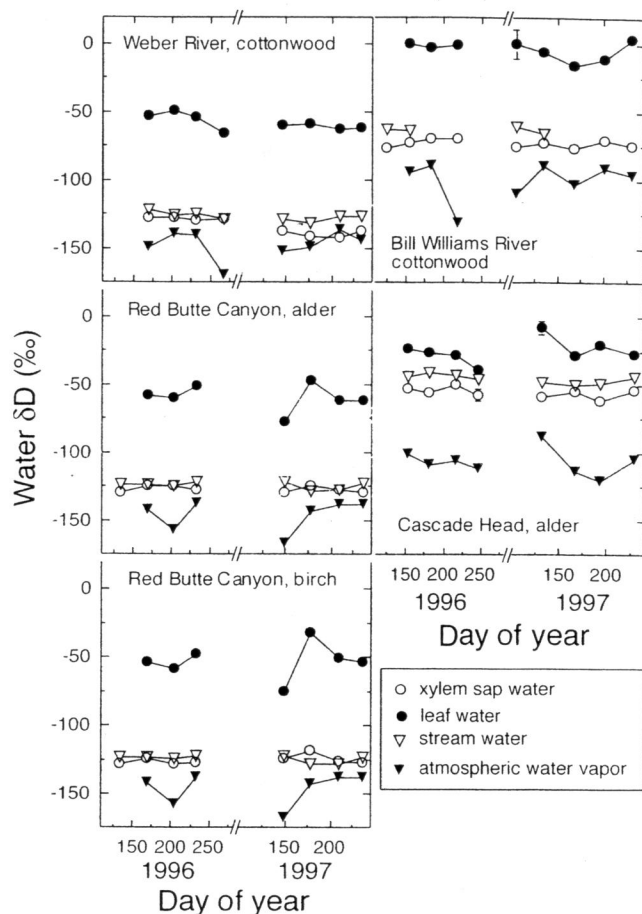 Water δD (‰)
Weber River, cottonwood
0
-50
-100
-150
Bill Williams River
cottonwood
Red Butte Canyon, alder
0
-50
-100
-150
Cascade Head, alder
150 200 250
150 200
1996
1997
Day of year
Red Butte Canyon, birch
0
-50
-100
-150
150 200 250
150 200
1996
1997
Day of year
xylem sap water
leaf water
stream water
atmospheric water vapor